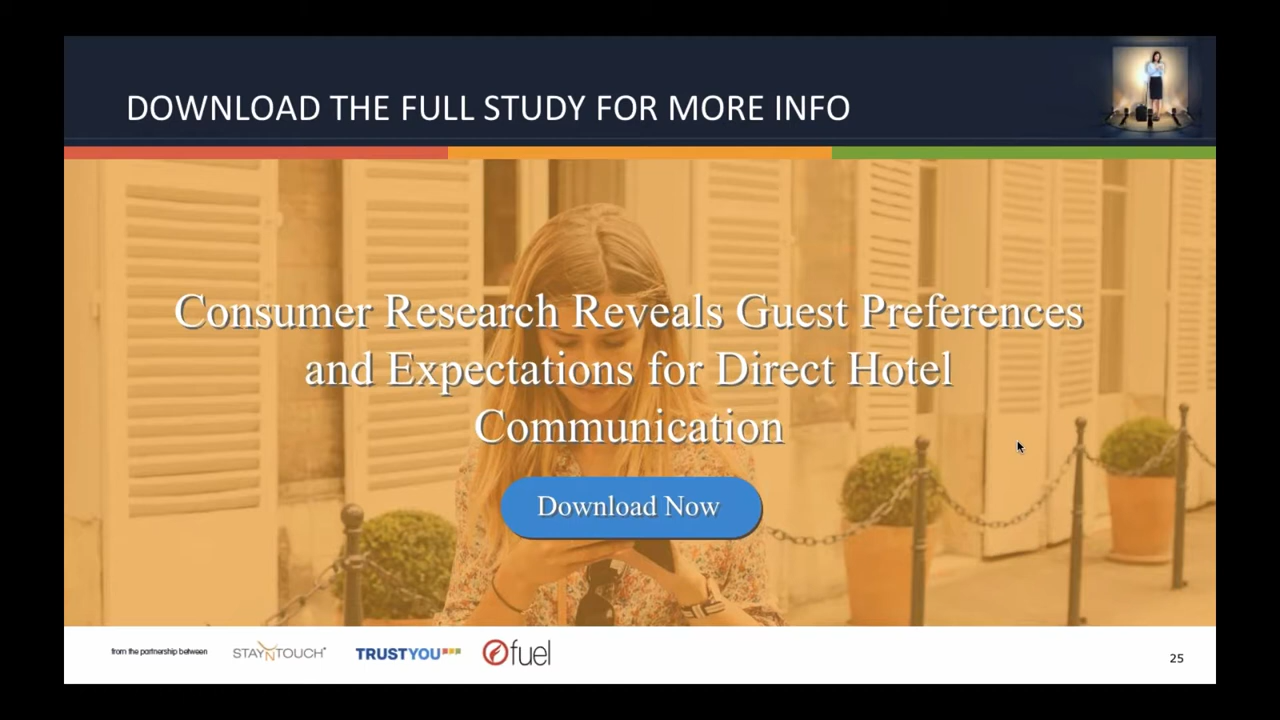 DOWNLOAD THE FULL STUDY FOR MORE INFO
Consumer Research Reveals Guest Preferences
and Expectations for Direct Hotel
Communication
Download Now
from the partnership between
STAYNTOUCH
TRUSTYOU
fuel
25